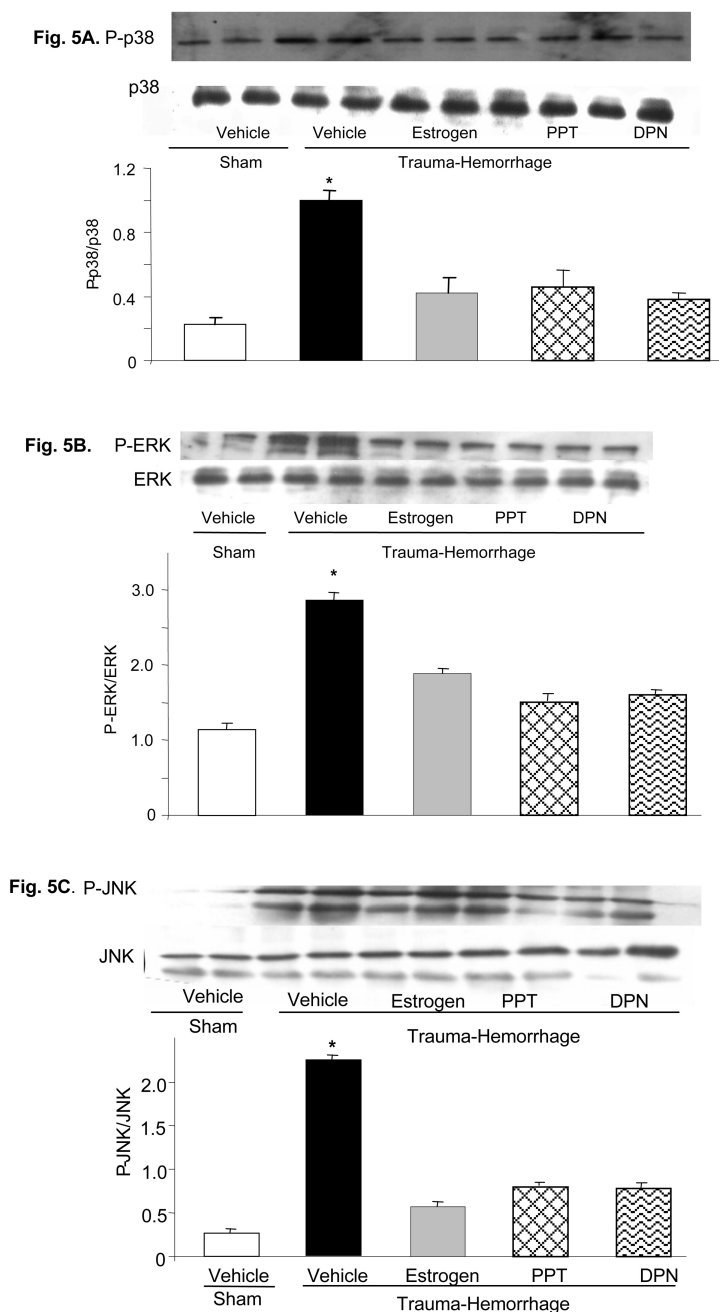 Fig. 5A. P-p38
p38
Vehicle Vehicle Estrogen PPT DPN
Sham Trauma-Hemorrhage
1.2
*
0.8
P-p38/p38
0.4
0
Fig. 5B. P-ERK
ERK
Vehicle Vehicle Estrogen PPT DPN
Sham Trauma-Hemorrhage
*
3.0
2.0
P-ERK/ERK
1.0
0
Fig. 5C. P-JNK
JNK
Vehicle Vehicle Estrogen PPT DPN
Sham Trauma-Hemorrhage
*
2.0
1.5
P-JNK/JNK
1.0
0.5
0
Vehicle Vehicle Estrogen PPT DPN
Sham Trauma-Hemorrhage